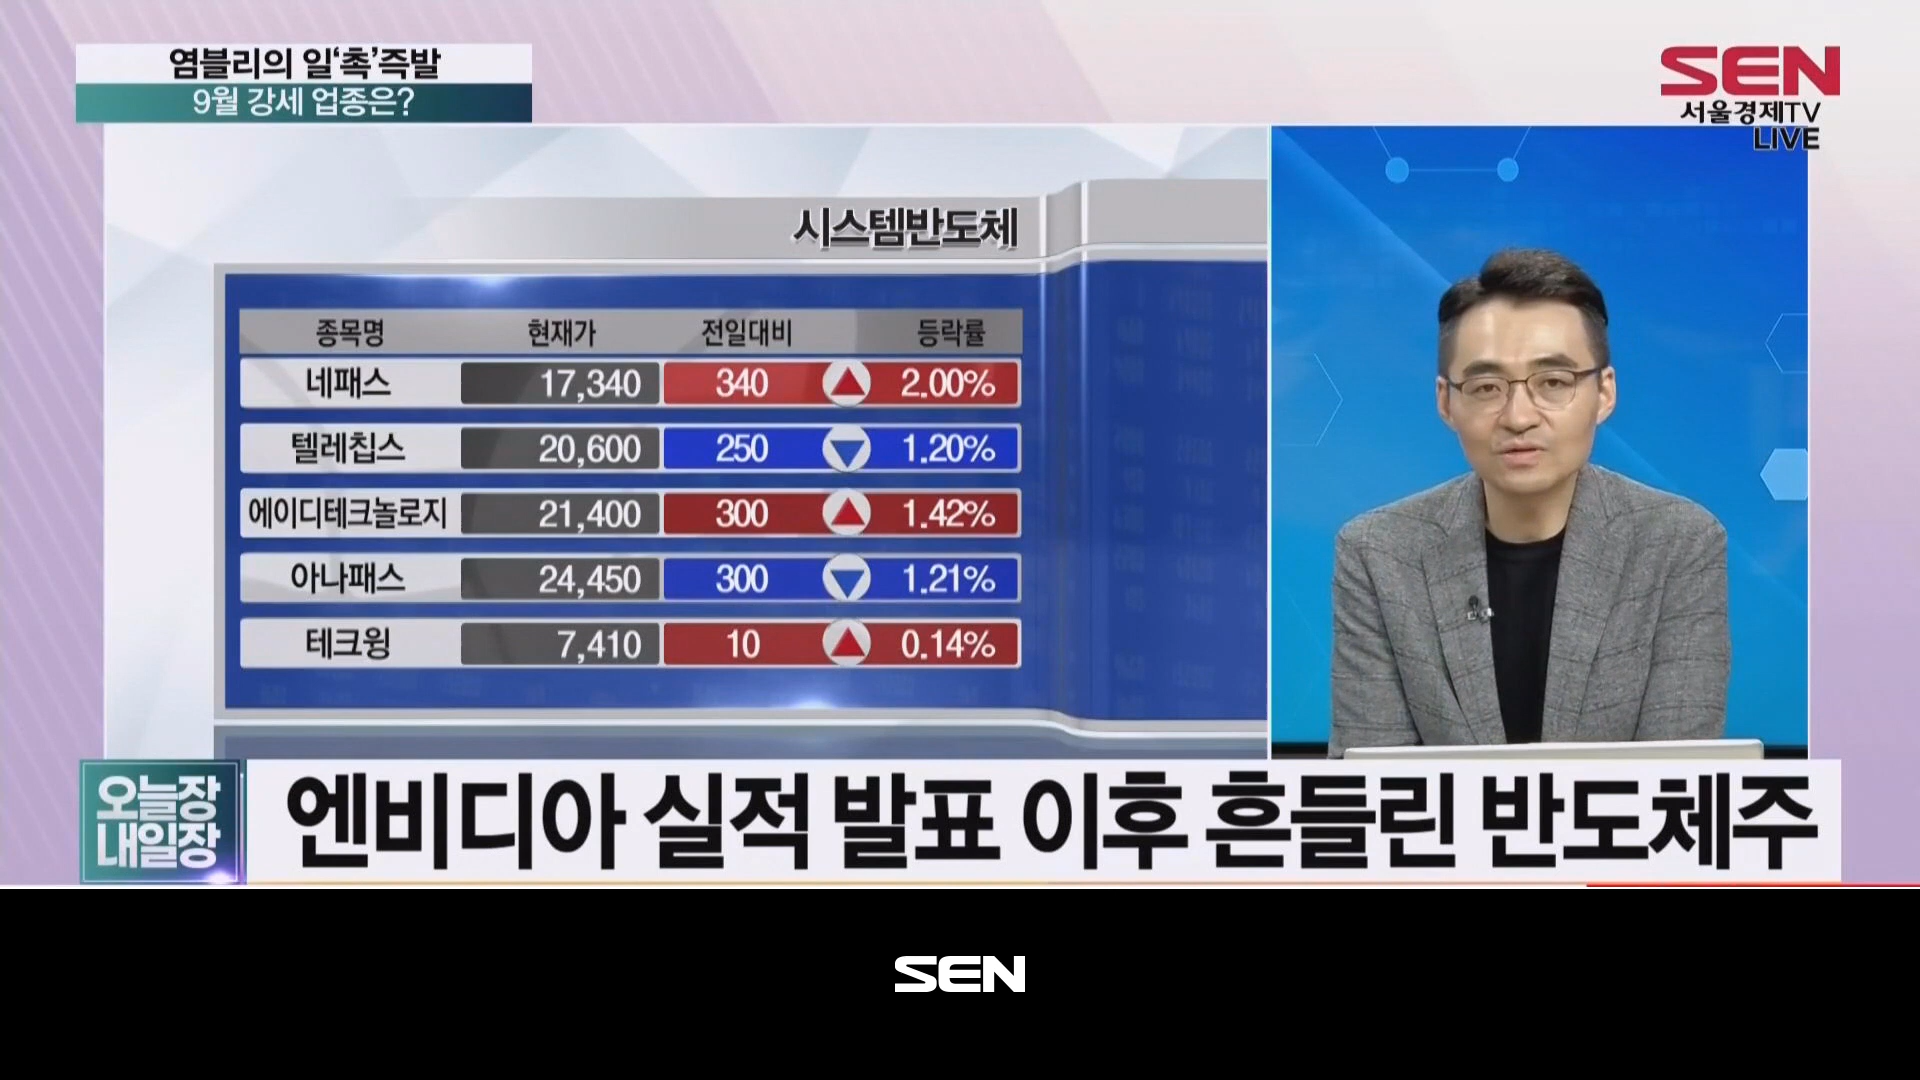 염블리의 일‘촉’즉발
9월 강세 업종은?
SEN
서울경제TV
LIVE
시스템반도체
종목명 현재가 전일대비 등락률
네패스 17,340 340 2.00%
텔레칩스 20,600 250 1.20%
에이디테크놀로지 21,400 300 1.42%
아나패스 24,450 300 1.21%
테크윙 7,410 10 0.14%
오늘장
내일장
엔비디아 실적 발표 이후 흔들린 반도체주
SEN